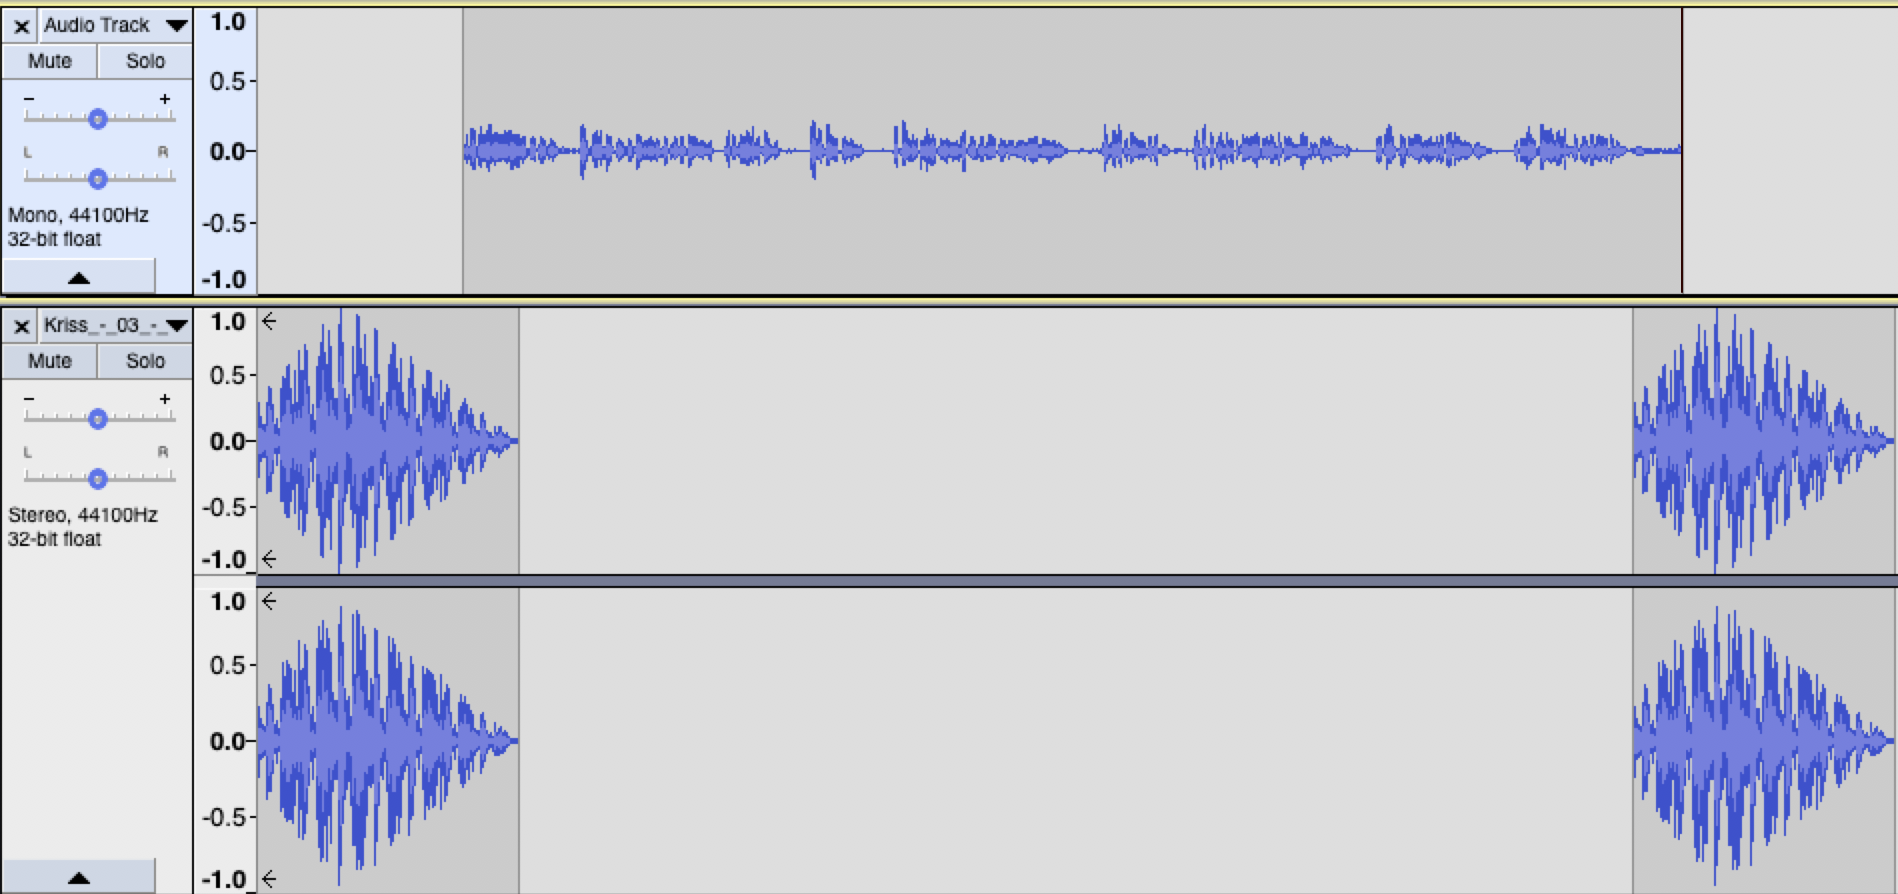 × Audio Track
Mute Solo
- +
L R
Mono, 44100Hz
32-bit float
1.0
0.5
0.0
-0.5
-1.0
× Kriss_-_03_-_
Mute Solo
- +
L R
Stereo, 44100Hz
32-bit float
1.0
0.5
0.0
-0.5
-1.0
1.0
0.5
0.0
-0.5
-1.0